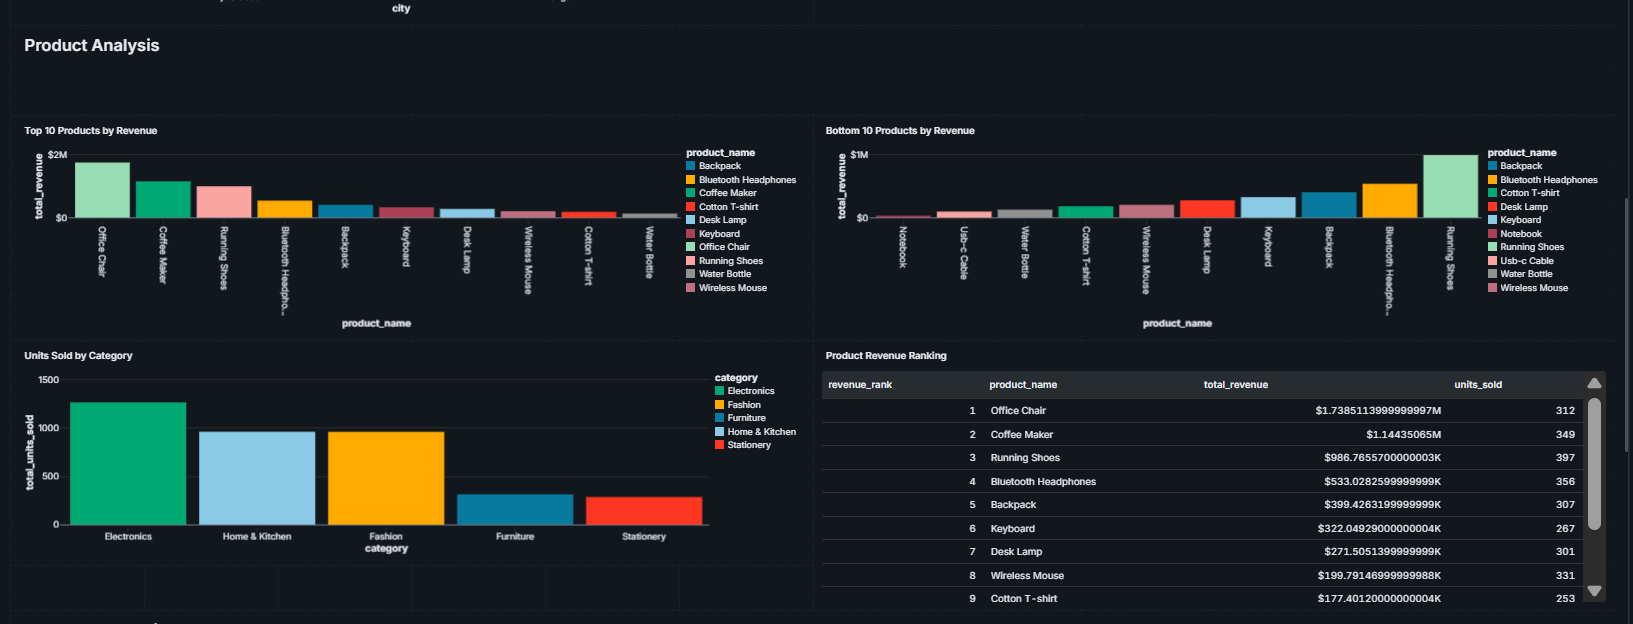 city
Product Analysis
Top 10 Products by Revenue
total_revenue
$2M
$0
Office Chair
Coffee Maker
Running Shoes
Bluetooth Headpho...
Backpack
Keyboard
Desk Lamp
Wireless Mouse
Cotton T-shirt
Water Bottle
product_name
product_name
Backpack
Bluetooth Headphones
Coffee Maker
Cotton T-shirt
Desk Lamp
Keyboard
Office Chair
Running Shoes
Water Bottle
Wireless Mouse
Bottom 10 Products by Revenue
total_revenue
$1M
$0
Notebook
Usb-c Cable
Water Bottle
Cotton T-shirt
Wireless Mouse
Desk Lamp
Keyboard
Backpack
Bluetooth Headpho...
Running Shoes
product_name
product_name
Backpack
Bluetooth Headphones
Cotton T-shirt
Desk Lamp
Keyboard
Notebook
Running Shoes
Usb-c Cable
Water Bottle
Wireless Mouse
Units Sold by Category
total_units_sold
1500
1000
500
0
Electronics
Home & Kitchen
Fashion
Furniture
Stationery
category
category
Electronics
Fashion
Furniture
Home & Kitchen
Stationery
Product Revenue Ranking
revenue_rank product_name total_revenue units_sold
1 Office Chair $1.7385113999999997M 312
2 Coffee Maker $1.14435065M 349
3 Running Shoes $986.7655700000003K 397
4 Bluetooth Headphones $533.0282599999999K 356
5 Backpack $399.4263199999999K 307
6 Keyboard $322.04929000000004K 267
7 Desk Lamp $271.5051399999999K 301
8 Wireless Mouse $199.79146999999988K 331
9 Cotton T-shirt $177.40120000000004K 253